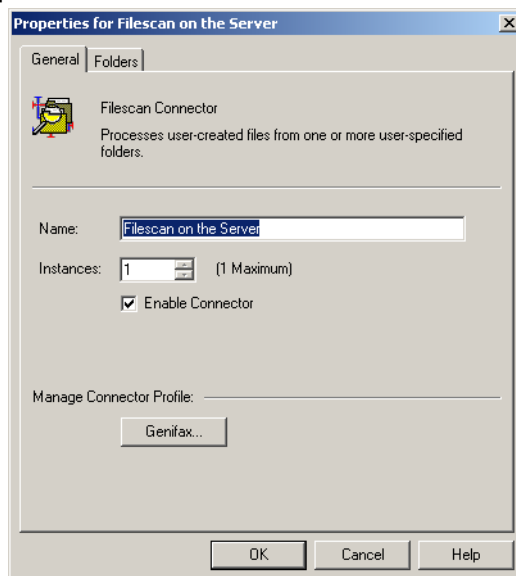 Properties for Filescan on the Server
General
Folders
Filescan Connector
Processes user-created files from one or more user-specified
folders.
Name:
Filescan on the Server
Instances:
1
(1 Maximum)
Enable Connector
Manage Connector Profile:
Genifax...
OK
Cancel
Help